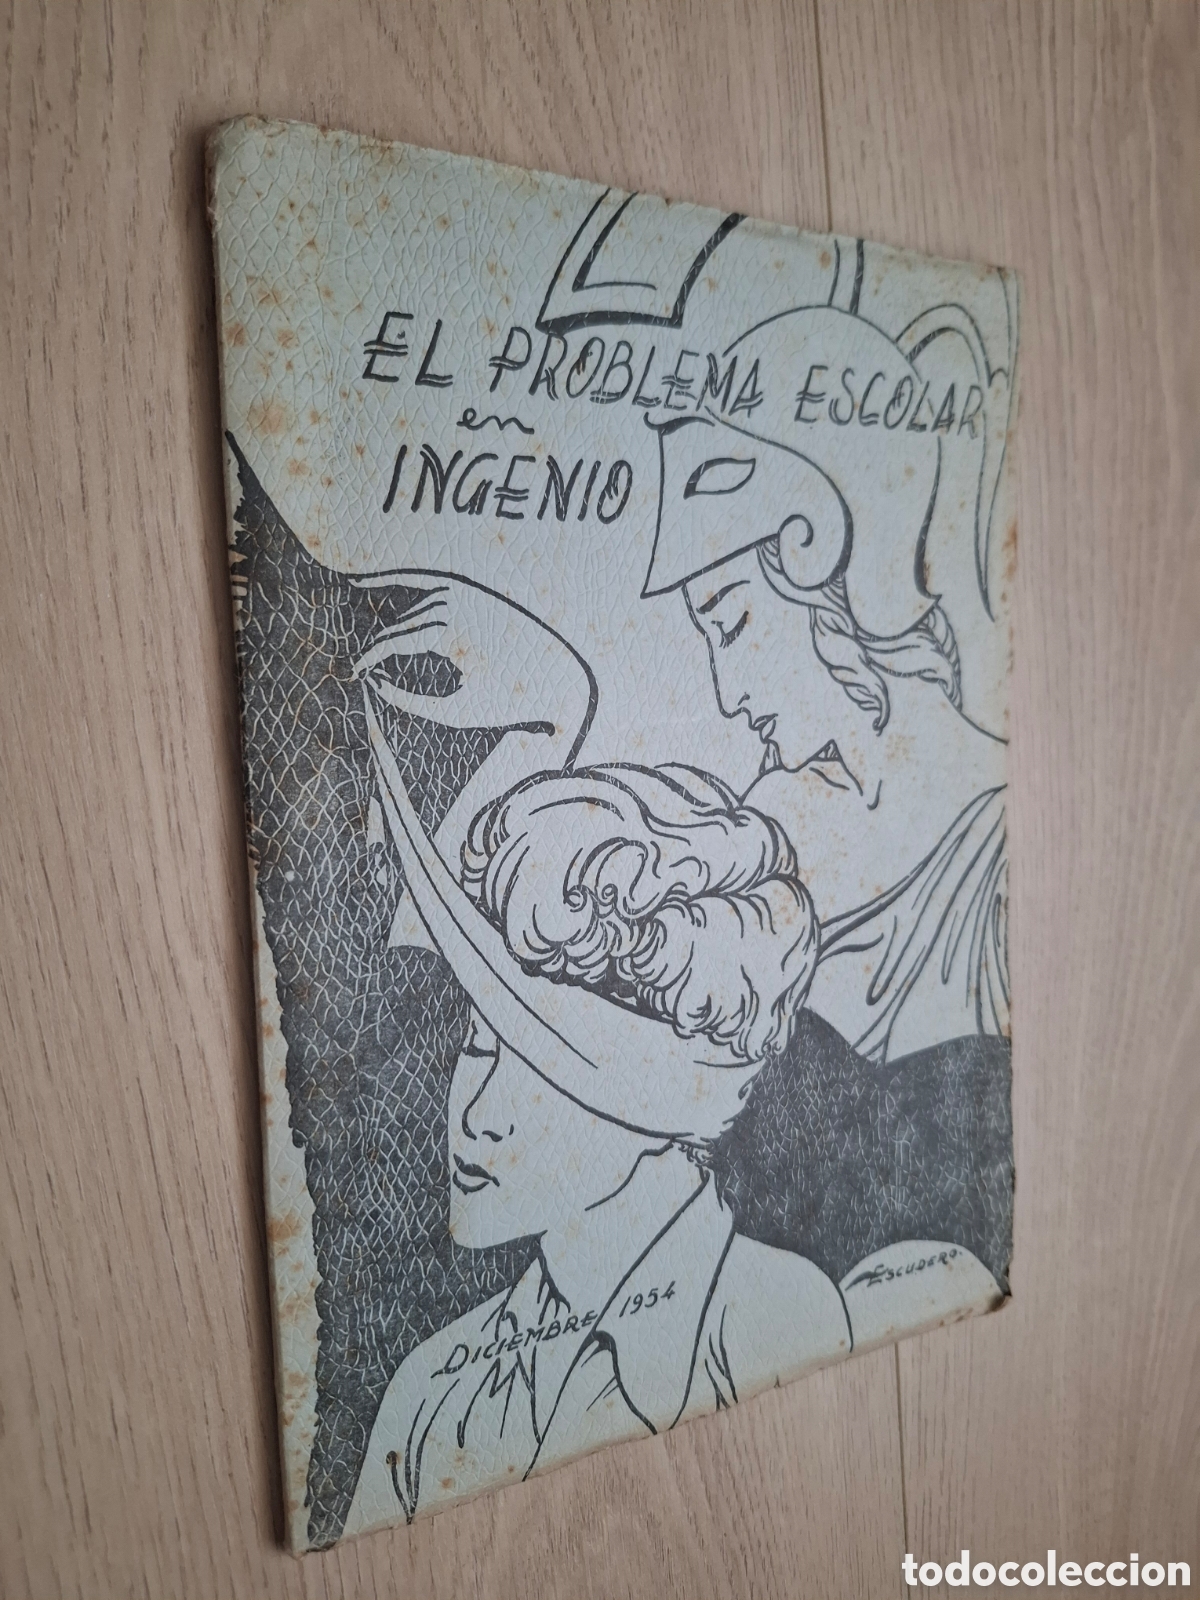 EL PROBLEMA ESCOLAR
en
INGENIO
ESCUDERO.
DICIEMBRE 1954
todocoleccion